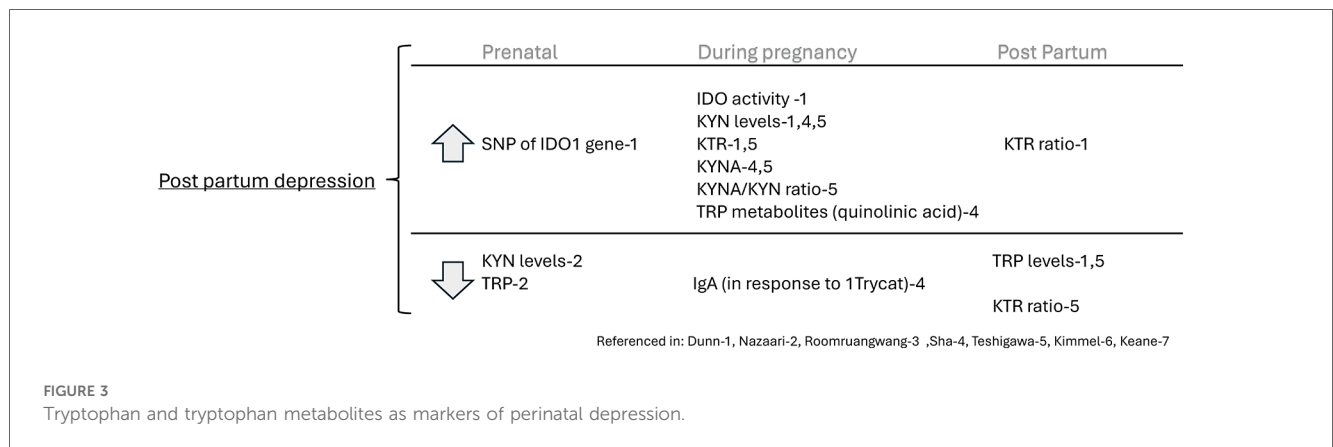 Prenatal During pregnancy Post Partum
IDO activity -1
KYN levels-1,4,5
SNP of IDO1 gene-1 KTR-1,5 KTR ratio-1
KYNA-4,5
Post partum depression KYNA/KYN ratio-5
TRP metabolites (quinolinic acid)-4
KYN levels-2 TRP levels-1,5
TRP-2 IgA (in response to 1Trycat)-4
KTR ratio-5
Referenced in: Dunn-1, Nazaari-2, Roomruangwang-3 ,Sha-4, Teshigawa-5, Kimmel-6, Keane-7
FIGURE 3
Tryptophan and tryptophan metabolites as markers of perinatal depression.